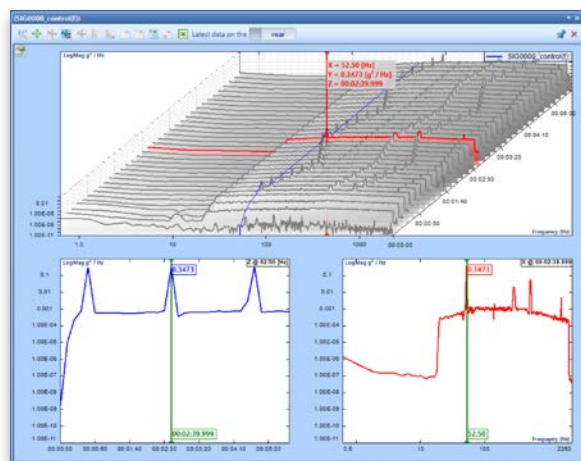 (SIG0008_control(f))
Latest data on the rear
LogMag g²/ Hz
SIG0008_control(f)
X = 52.50 [Hz]
Y = 0.3473 [g² / Hz]
Z = 00:02:39.999
00:05:00
00:04:10
00:03:20
00:02:30
00:01:40
00:00:50
00:00:00
0.01
1.00E-05
1.00E-08
1.00E-11
1.0
10
100
1000
Frequency (Hz)
LogMag g²/ Hz
Z @ 52.50 [Hz]
0.3473
0.1
0.01
0.001
1.00E-04
1.00E-05
1.00E-06
1.00E-07
1.00E-08
1.00E-09
1.00E-10
1.00E-11
00:02:39.999
00:00:00
00:00:50
00:01:40
00:02:30
00:03:20
00:04:10
00:05:00
LogMag g²/ Hz
X @ 00:02:39.999
0.3473
0.1
0.01
0.001
1.00E-04
1.00E-05
1.00E-06
1.00E-07
1.00E-08
1.00E-09
1.00E-10
1.00E-11
52.50
Frequency (Hz)
10
100